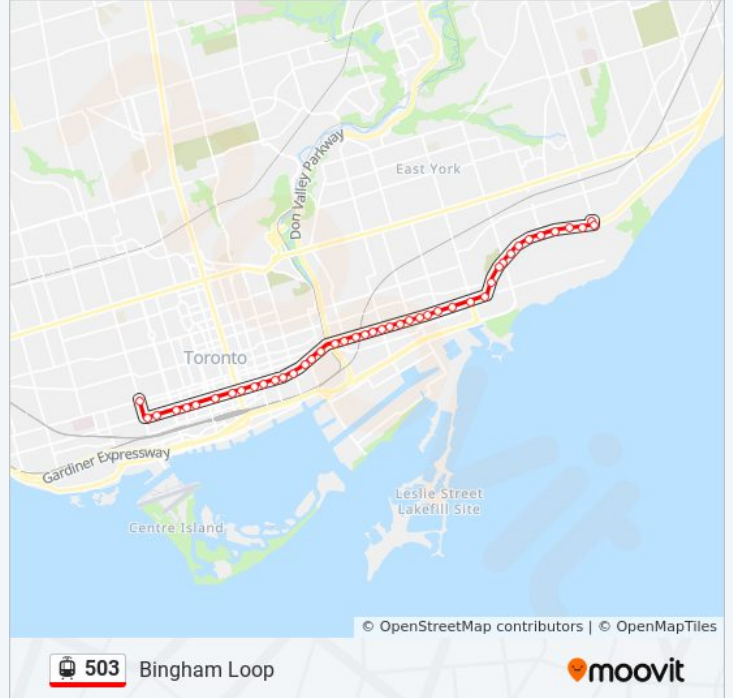 East York
Don Valley Parkway
Toronto
Gardiner Expressway
Leslie Street
Lakefill Site
Centre Island
© OpenStreetMap contributors | © OpenMapTiles
503 Bingham Loop
moovit